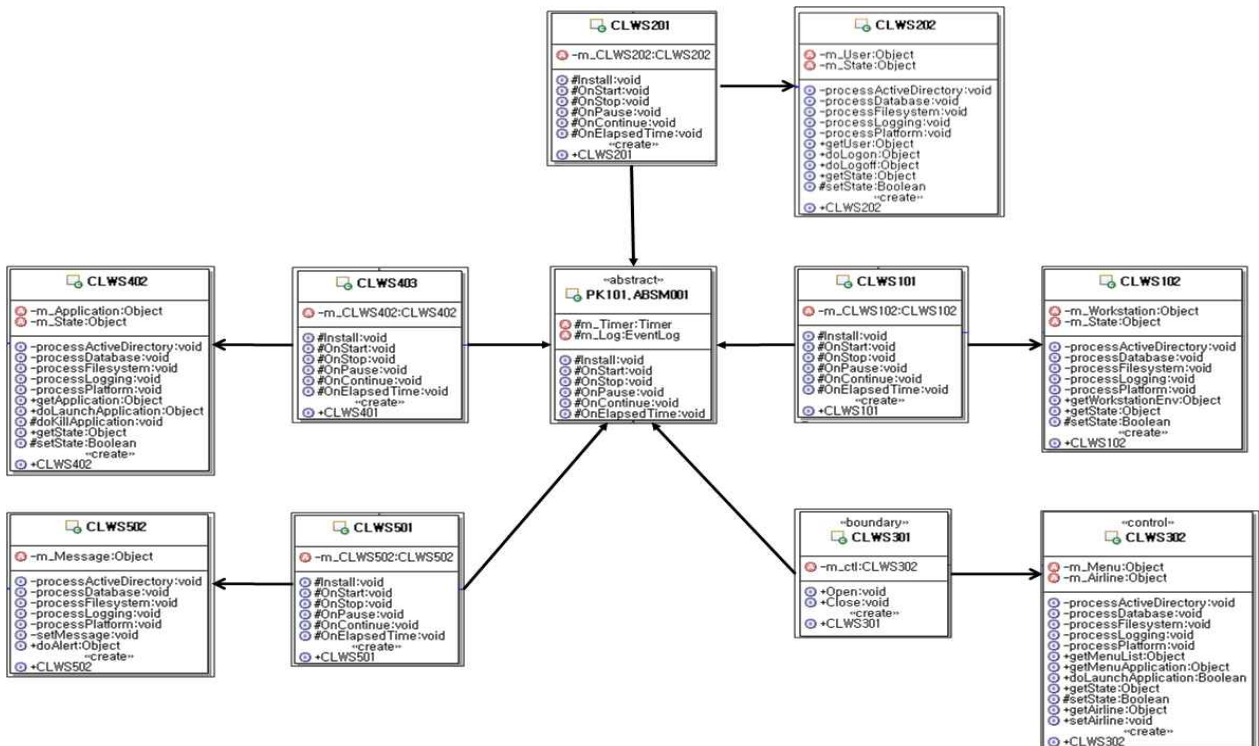 CLWS201
-m_CLWS202:CLWS202
#Install:void
#OnStart:void
#OnStop:void
#OnPause:void
#OnContinue:void
#OnElapsedTime:void
«create»
+CLWS201
CLWS202
-m_User:Object
-m_State:Object
-processActiveDirectory:void
-processDatabase:void
-processFilesystem:void
-processLogging:void
-processPlatform:void
+getUser:Object
+doLogon:Object
+doLogoff:Object
+getState:Object
#setState:Boolean
«create»
+CLWS202
CLWS402
-m_Application:Object
-m_State:Object
-processActiveDirectory:void
-processDatabase:void
-processFilesystem:void
-processLogging:void
-processPlatform:void
+getApplication:Object
+doLaunchApplication:Object
#doKillApplication:void
+getState:Object
#setState:Boolean
«create»
+CLWS402
CLWS403
-m_CLWS402:CLWS402
#Install:void
#OnStart:void
#OnStop:void
#OnPause:void
#OnContinue:void
#OnElapsedTime:void
«create»
+CLWS401
«abstract»
PK101.ABSM001
#m_Timer:Timer
#m_Log:EventLog
#Install:void
#OnStart:void
#OnStop:void
#OnPause:void
#OnContinue:void
#OnElapsedTime:void
CLWS101
-m_CLWS102:CLWS102
#Install:void
#OnStart:void
#OnStop:void
#OnPause:void
#OnContinue:void
#OnElapsedTime:void
«create»
+CLWS101
CLWS102
-m_Workstation:Object
-m_State:Object
-processActiveDirectory:void
-processDatabase:void
-processFilesystem:void
-processLogging:void
-processPlatform:void
+getWorkstationEnv:Object
+getState:Object
#setState:Boolean
«create»
+CLWS102
CLWS502
-m_Message:Object
-processActiveDirectory:void
-processDatabase:void
-processFilesystem:void
-processLogging:void
-processPlatform:void
-setMessage:void
+doAlert:Object
«create»
+CLWS502
CLWS501
-m_CLWS502:CLWS502
#Install:void
#OnStart:void
#OnStop:void
#OnPause:void
#OnContinue:void
#OnElapsedTime:void
«create»
+CLWS501
«boundary»
CLWS301
-m_ctl:CLWS302
+Open:void
+Close:void
«create»
+CLWS301
«control»
CLWS302
-m_Menu:Object
-m_Airline:Object
-processActiveDirectory:void
-processDatabase:void
-processFilesystem:void
-processLogging:void
-processPlatform:void
+getMenuList:Object
+getMenuApplication:Object
+doLaunchApplication:Boolean
+getState:Object
#setState:Boolean
+getAirline:Object
+setAirline:void
«create»
+CLWS302